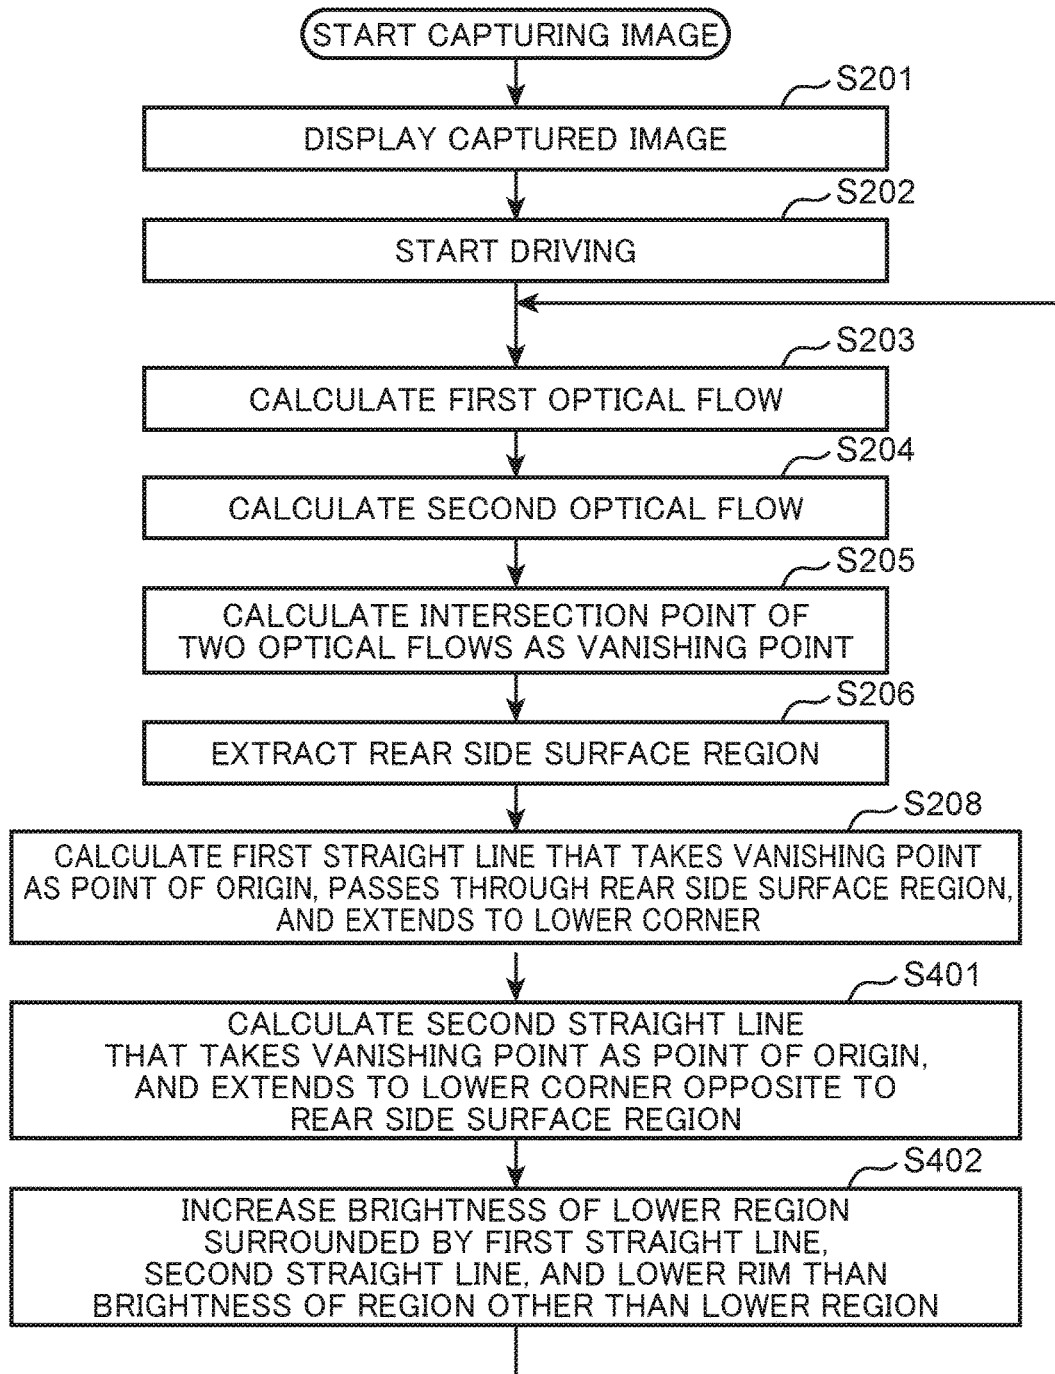 START CAPTURING IMAGE
S201
DISPLAY CAPTURED IMAGE
S202
START DRIVING
S203
CALCULATE FIRST OPTICAL FLOW
S204
CALCULATE SECOND OPTICAL FLOW
S205
CALCULATE INTERSECTION POINT OF
TWO OPTICAL FLOWS AS VANISHING POINT
S206
EXTRACT REAR SIDE SURFACE REGION
S208
CALCULATE FIRST STRAIGHT LINE THAT TAKES VANISHING POINT
AS POINT OF ORIGIN, PASSES THROUGH REAR SIDE SURFACE REGION,
AND EXTENDS TO LOWER CORNER
S401
CALCULATE SECOND STRAIGHT LINE
THAT TAKES VANISHING POINT AS POINT OF ORIGIN,
AND EXTENDS TO LOWER CORNER OPPOSITE TO
REAR SIDE SURFACE REGION
S402
INCREASE BRIGHTNESS OF LOWER REGION
SURROUNDED BY FIRST STRAIGHT LINE,
SECOND STRAIGHT LINE, AND LOWER RIM THAN
BRIGHTNESS OF REGION OTHER THAN LOWER REGION